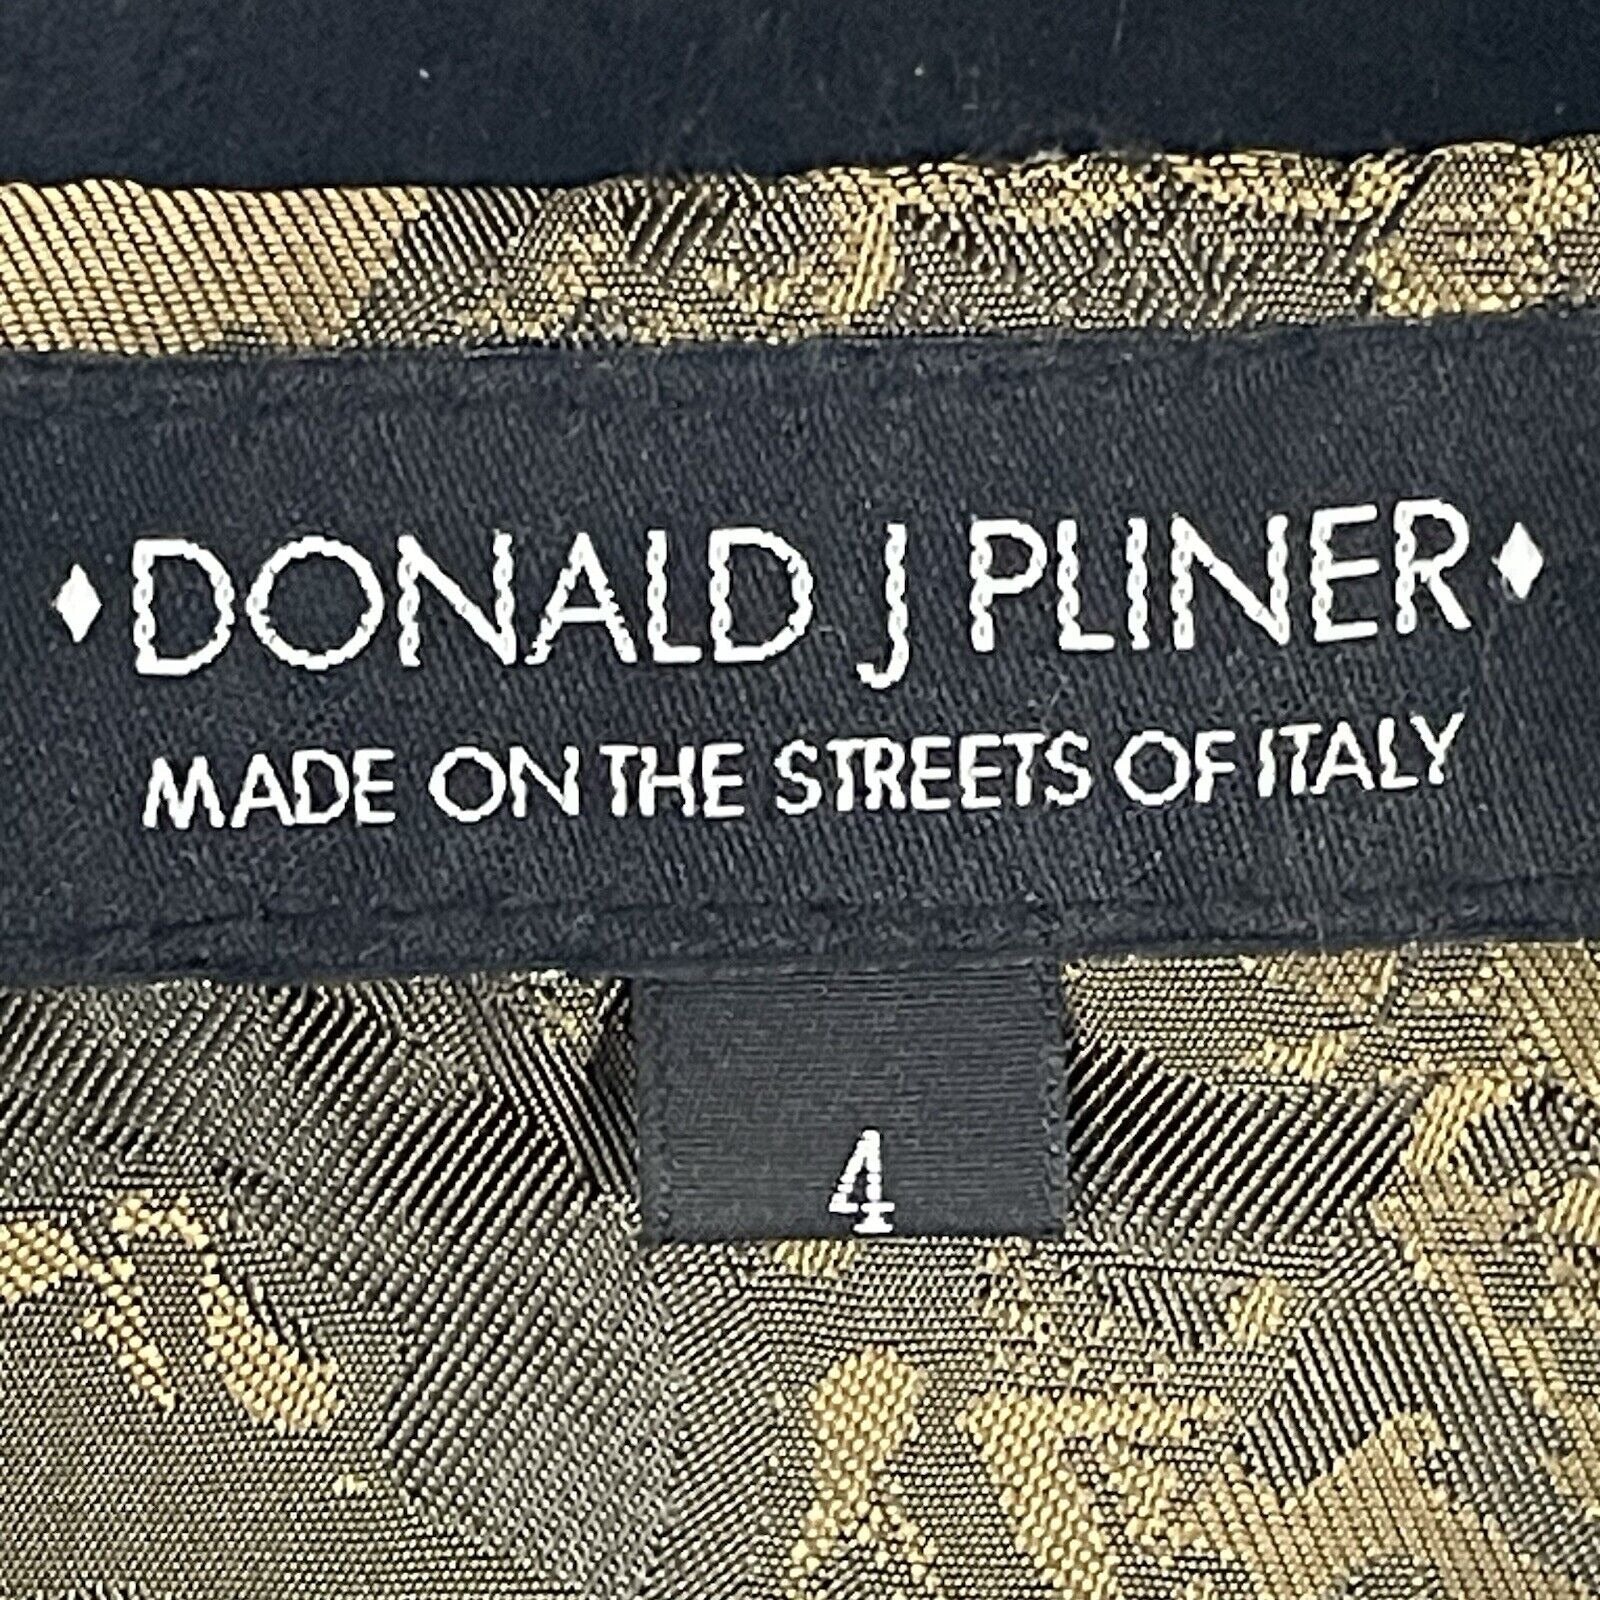 DONALD J PLINER
MADE ON THE STREETS OF ITALY
4